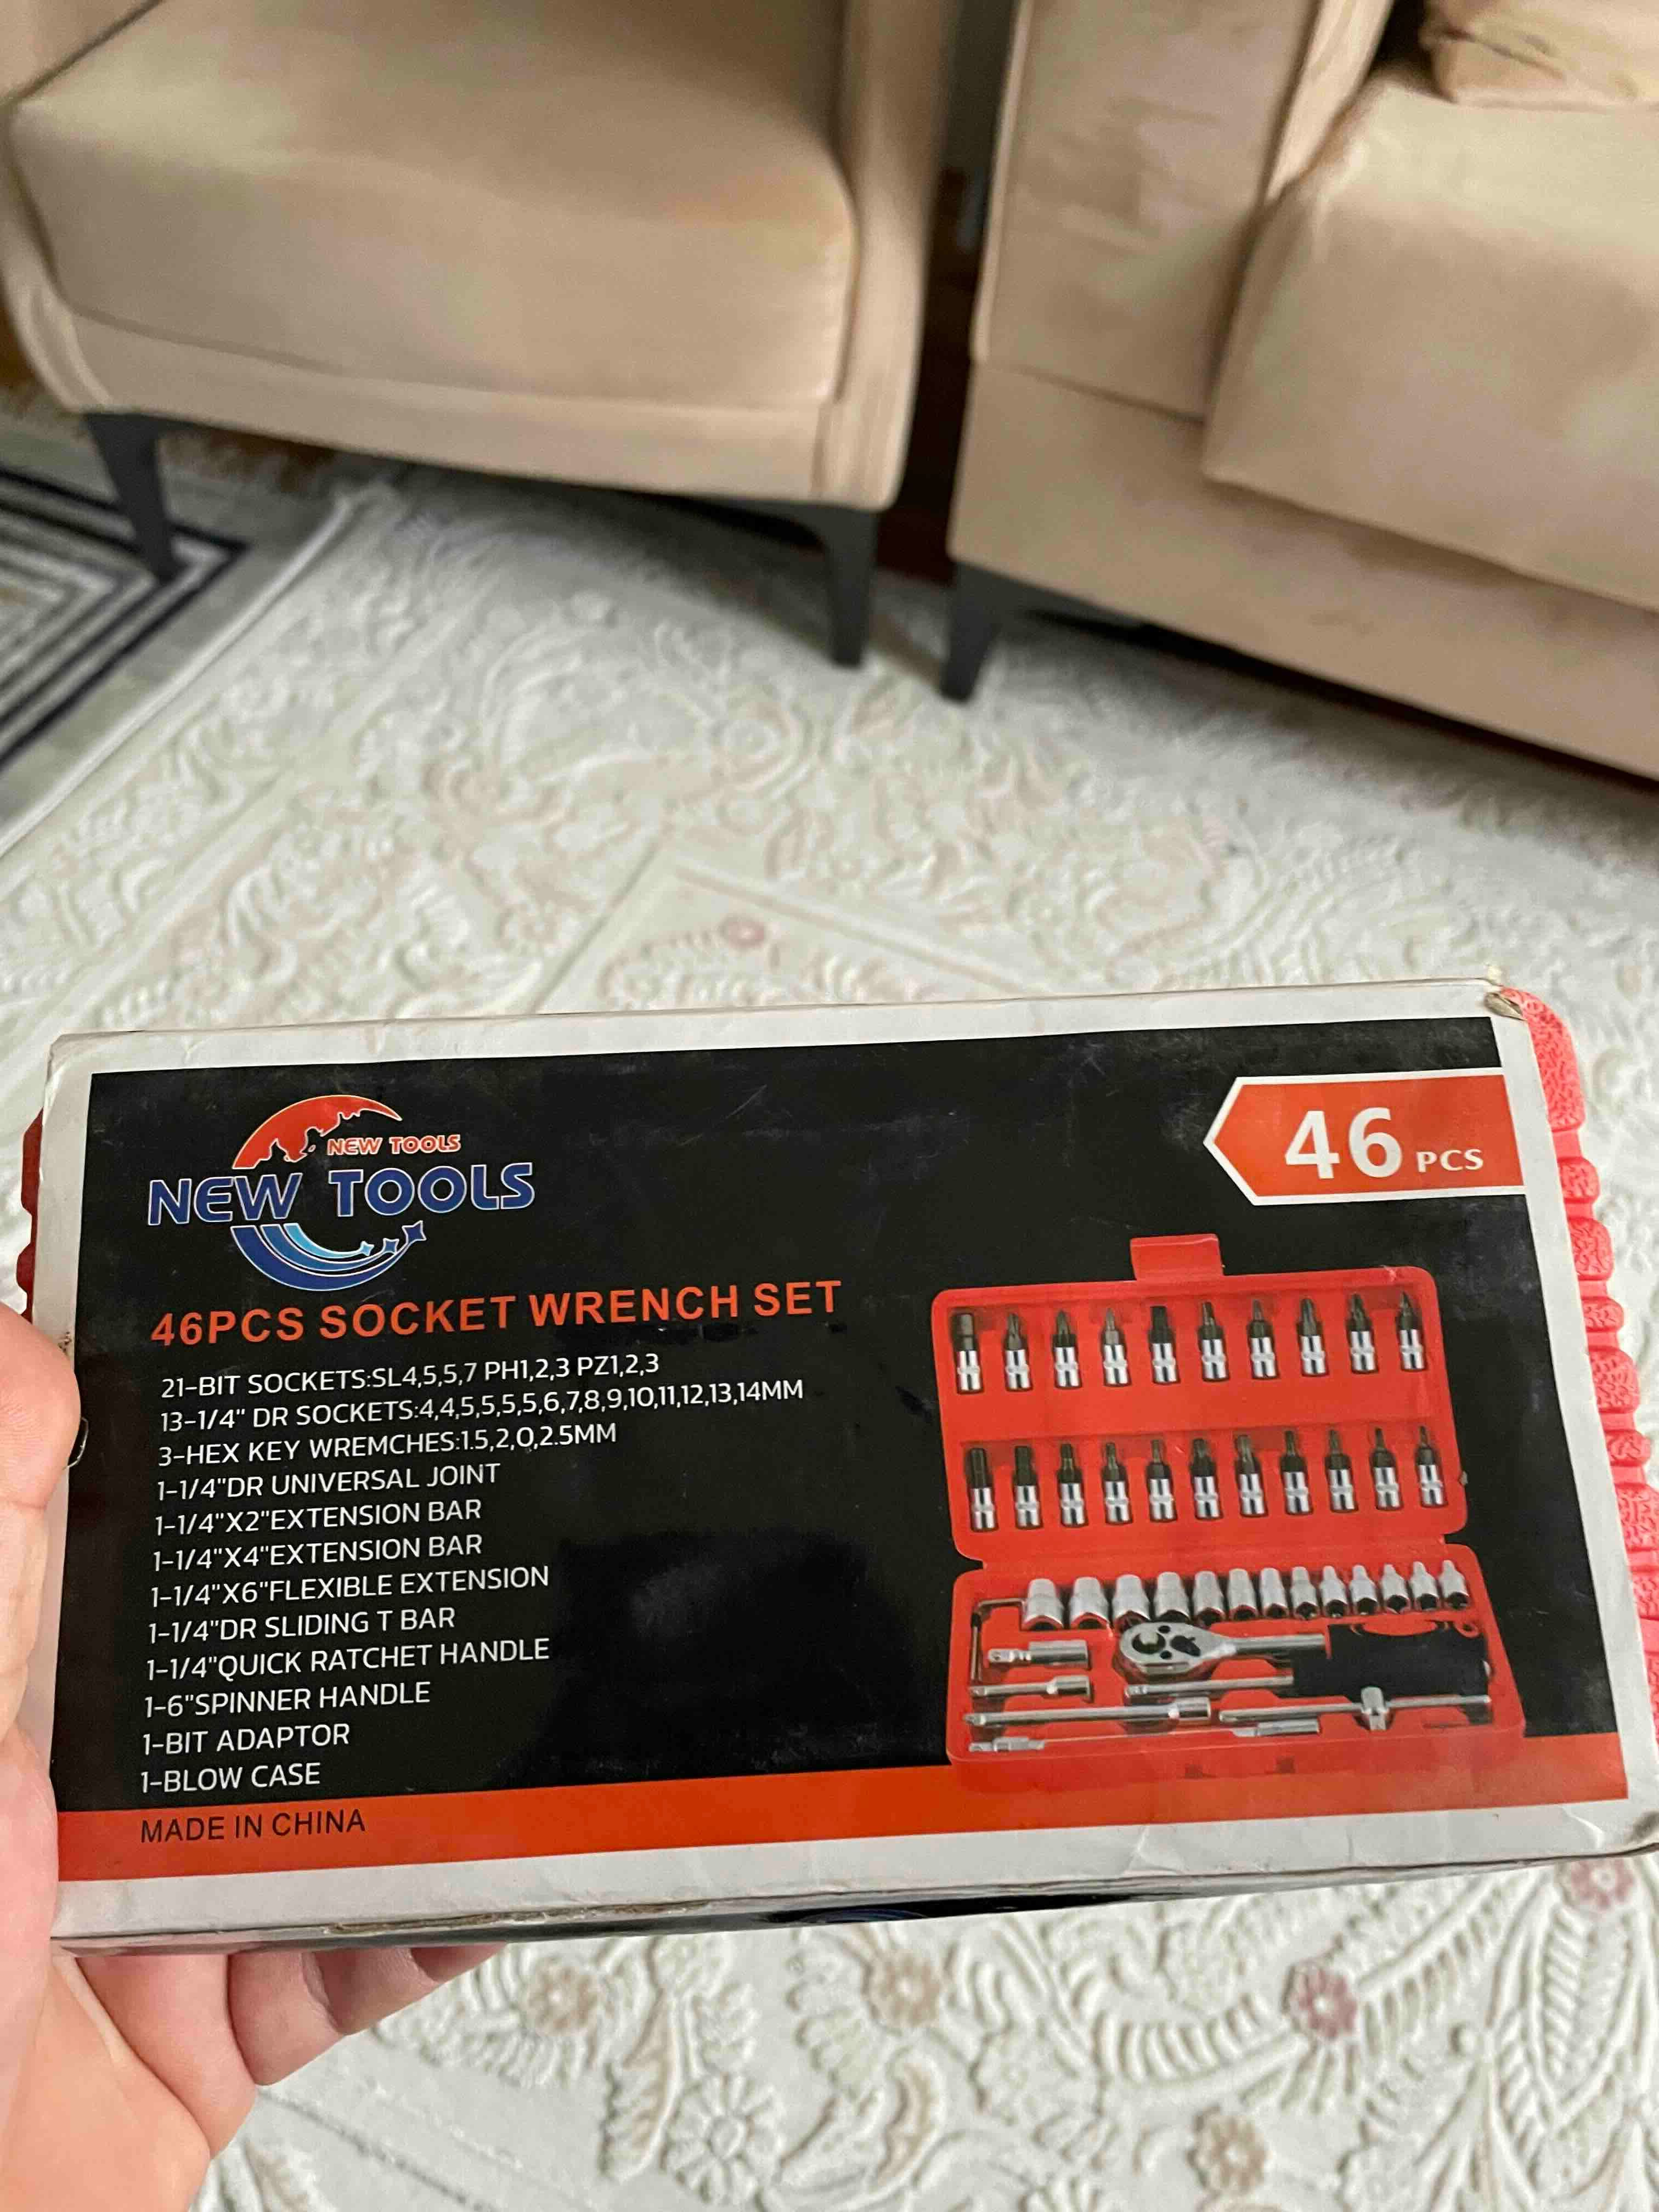 NEW TOOLS
NEW TOOLS
46 PCS
46PCS SOCKET WRENCH SET
21-BIT SOCKETS:SL4,5,5,7 PH1,2,3 PZ1,2,3
13-1/4" DR SOCKETS:4,4,5,5,5,5,6,7,8,9,10,11,12,13,14MM
3-HEX KEY WREMCHES:1.5,2,0,2.5MM
1-1/4"DR UNIVERSAL JOINT
1-1/4"X2"EXTENSION BAR
1-1/4"X4"EXTENSION BAR
1-1/4"X6"FLEXIBLE EXTENSION
1-1/4"DR SLIDING T BAR
1-1/4"QUICK RATCHET HANDLE
1-6"SPINNER HANDLE
1-BIT ADAPTOR
1-BLOW CASE
MADE IN CHINA